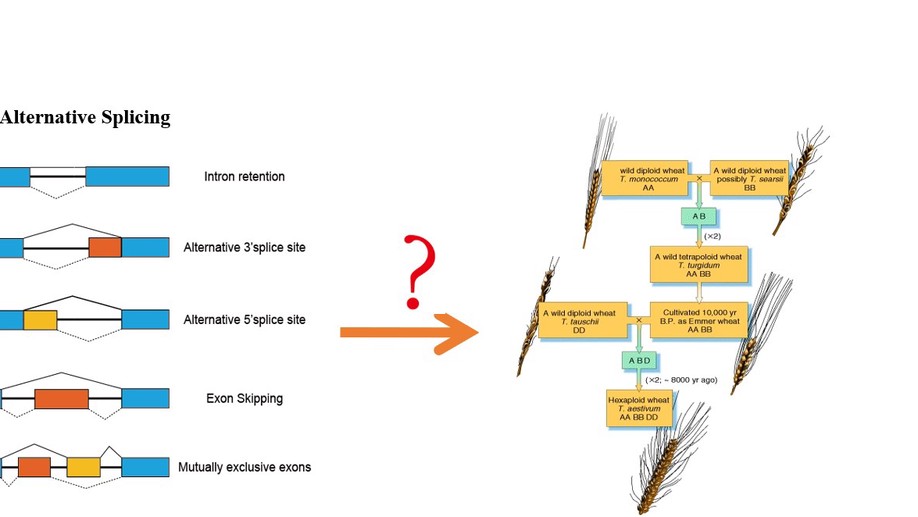 Alternative Splicing
Intron retention
Alternative 3'splice site
Alternative 5'splice site
Exon Skipping
Mutually exclusive exons
?
wild diploid wheat
T. monococcum
AA
×
A wild diploid wheat
possibly T. searsii
BB
A B
(×2)
A wild tetraploid wheat
T. turgidum
AA BB
A wild diploid wheat
T. tauschii
DD
×
Cultivated 10,000 yr
B.P. as Emmer wheat
AA BB
A B D
(×2; ~ 8000 yr ago)
Hexaploid wheat
T. aestivum
AA BB DD